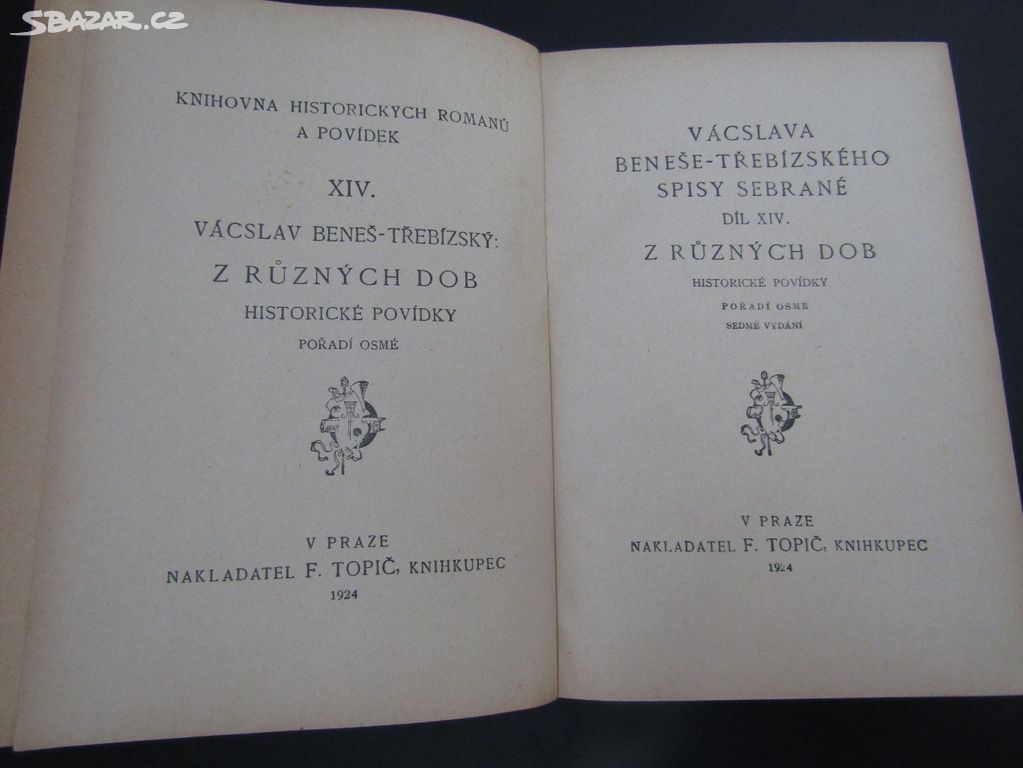 SBAZAR.CZ
KNIHOVNA HISTORICKÝCH ROMANŮ
A POVÍDEK
XIV.
VÁCSLAV BENEŠ-TŘEBÍZSKÝ:
Z RŮZNÝCH DOB
HISTORICKÉ POVÍDKY
POŘADÍ OSMÉ
V PRAZE
NAKLADATEL F. TOPIČ, KNIHKUPEC
1924
VÁCSLAVA
BENEŠE-TŘEBÍZSKÉHO
SPISY SEBRANÉ
DÍL XIV.
Z RŮZNÝCH DOB
HISTORICKÉ POVÍDKY
POŘADÍ OSMÉ
SEDMÉ VYDÁNÍ
V PRAZE
NAKLADATEL F. TOPIČ, KNIHKUPEC
1924